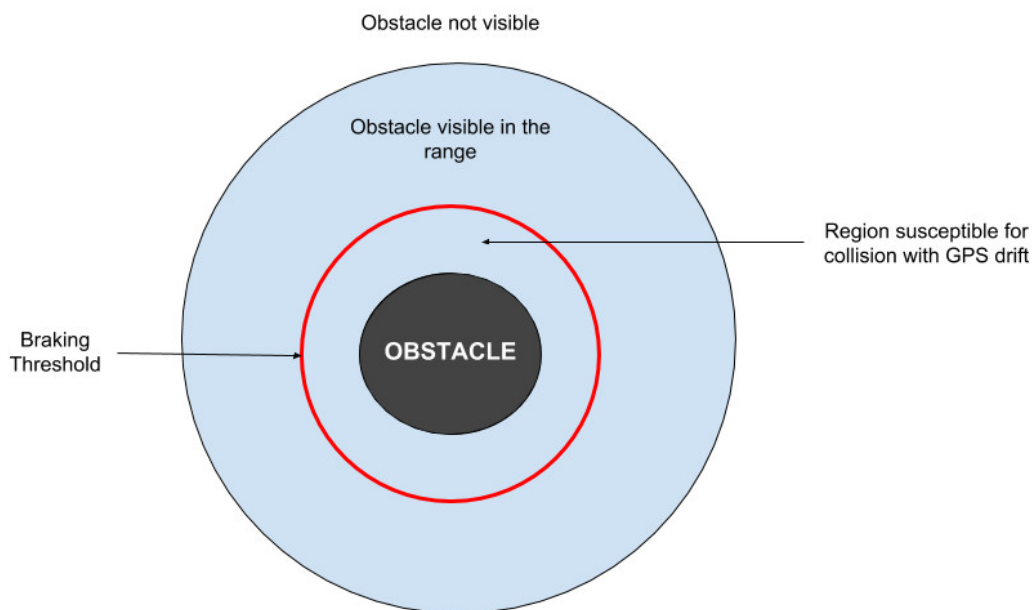 Obstacle not visible
Obstacle visible in the
range
Region susceptible for
collision with GPS drift
Braking
Threshold
OBSTACLE